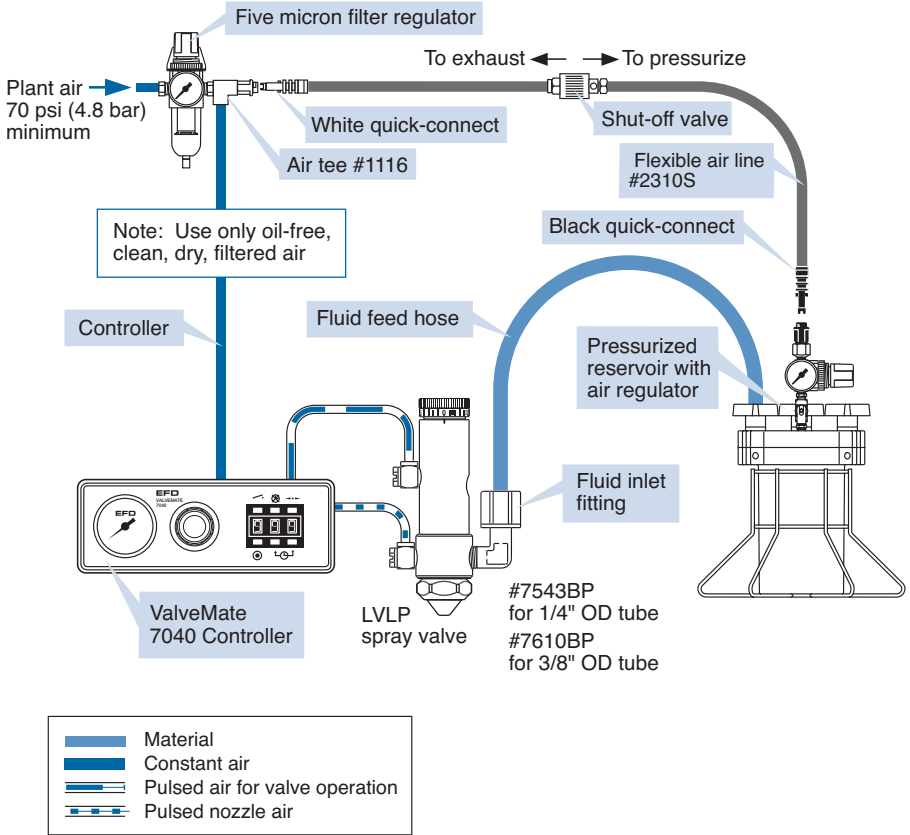 Five micron filter regulator
To exhaust
To pressurize
Plant air
70 psi (4.8 bar)
minimum
White quick-connect
Shut-off valve
Air tee #1116
Flexible air line
#2310S
Note: Use only oil-free,
clean, dry, filtered air
Black quick-connect
Controller
Fluid feed hose
Pressurized
reservoir with
air regulator
EFD
EFD
VALVEMATE
7040
Fluid inlet
fitting
ValveMate
7040 Controller
LVLP
spray valve
#7543BP
for 1/4" OD tube
#7610BP
for 3/8" OD tube
Material
Constant air
Pulsed air for valve operation
Pulsed nozzle air